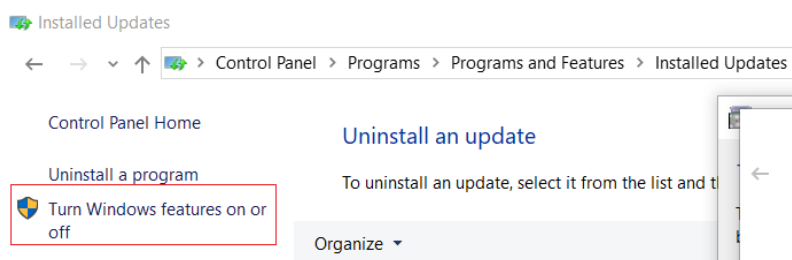 Installed Updates
Control Panel > Programs > Programs and Features > Installed Updates
Control Panel Home
Uninstall an update
Uninstall a program
To uninstall an update, select it from the list and
Turn Windows features on or
off
Organize